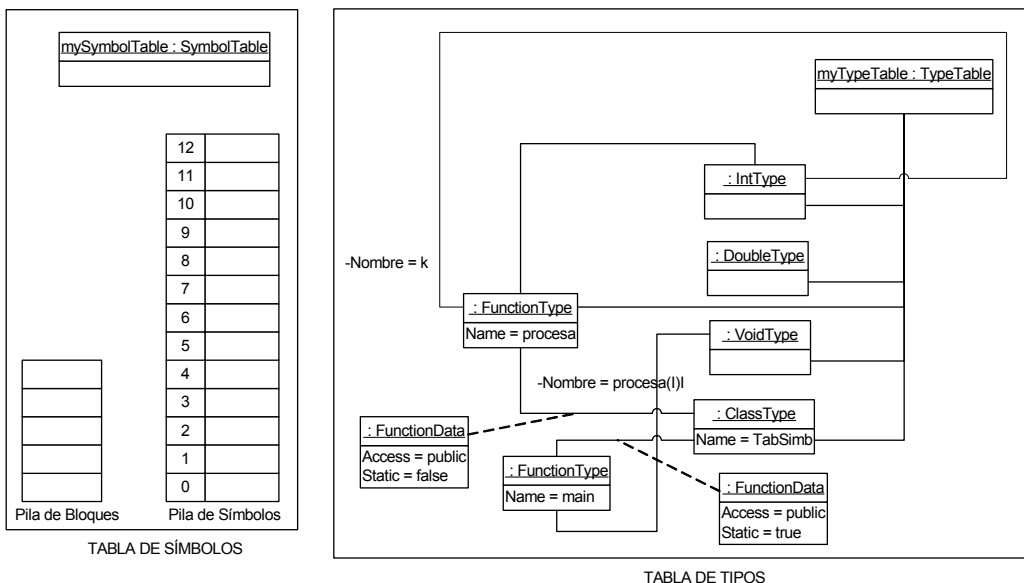 mySymbolTable : SymbolTable
12
11
10
9
8
7
6
5
4
3
2
1
0
Pila de Bloques
Pila de Símbolos
TABLA DE SÍMBOLOS
myTypeTable : TypeTable
: IntType
: DoubleType
-Nombre = k
: FunctionType
Name = procesa
: VoidType
-Nombre = procesa(I)I
: ClassType
Name = TabSimb
: FunctionData
Access = public
Static = false
: FunctionType
Name = main
: FunctionData
Access = public
Static = true
TABLA DE TIPOS